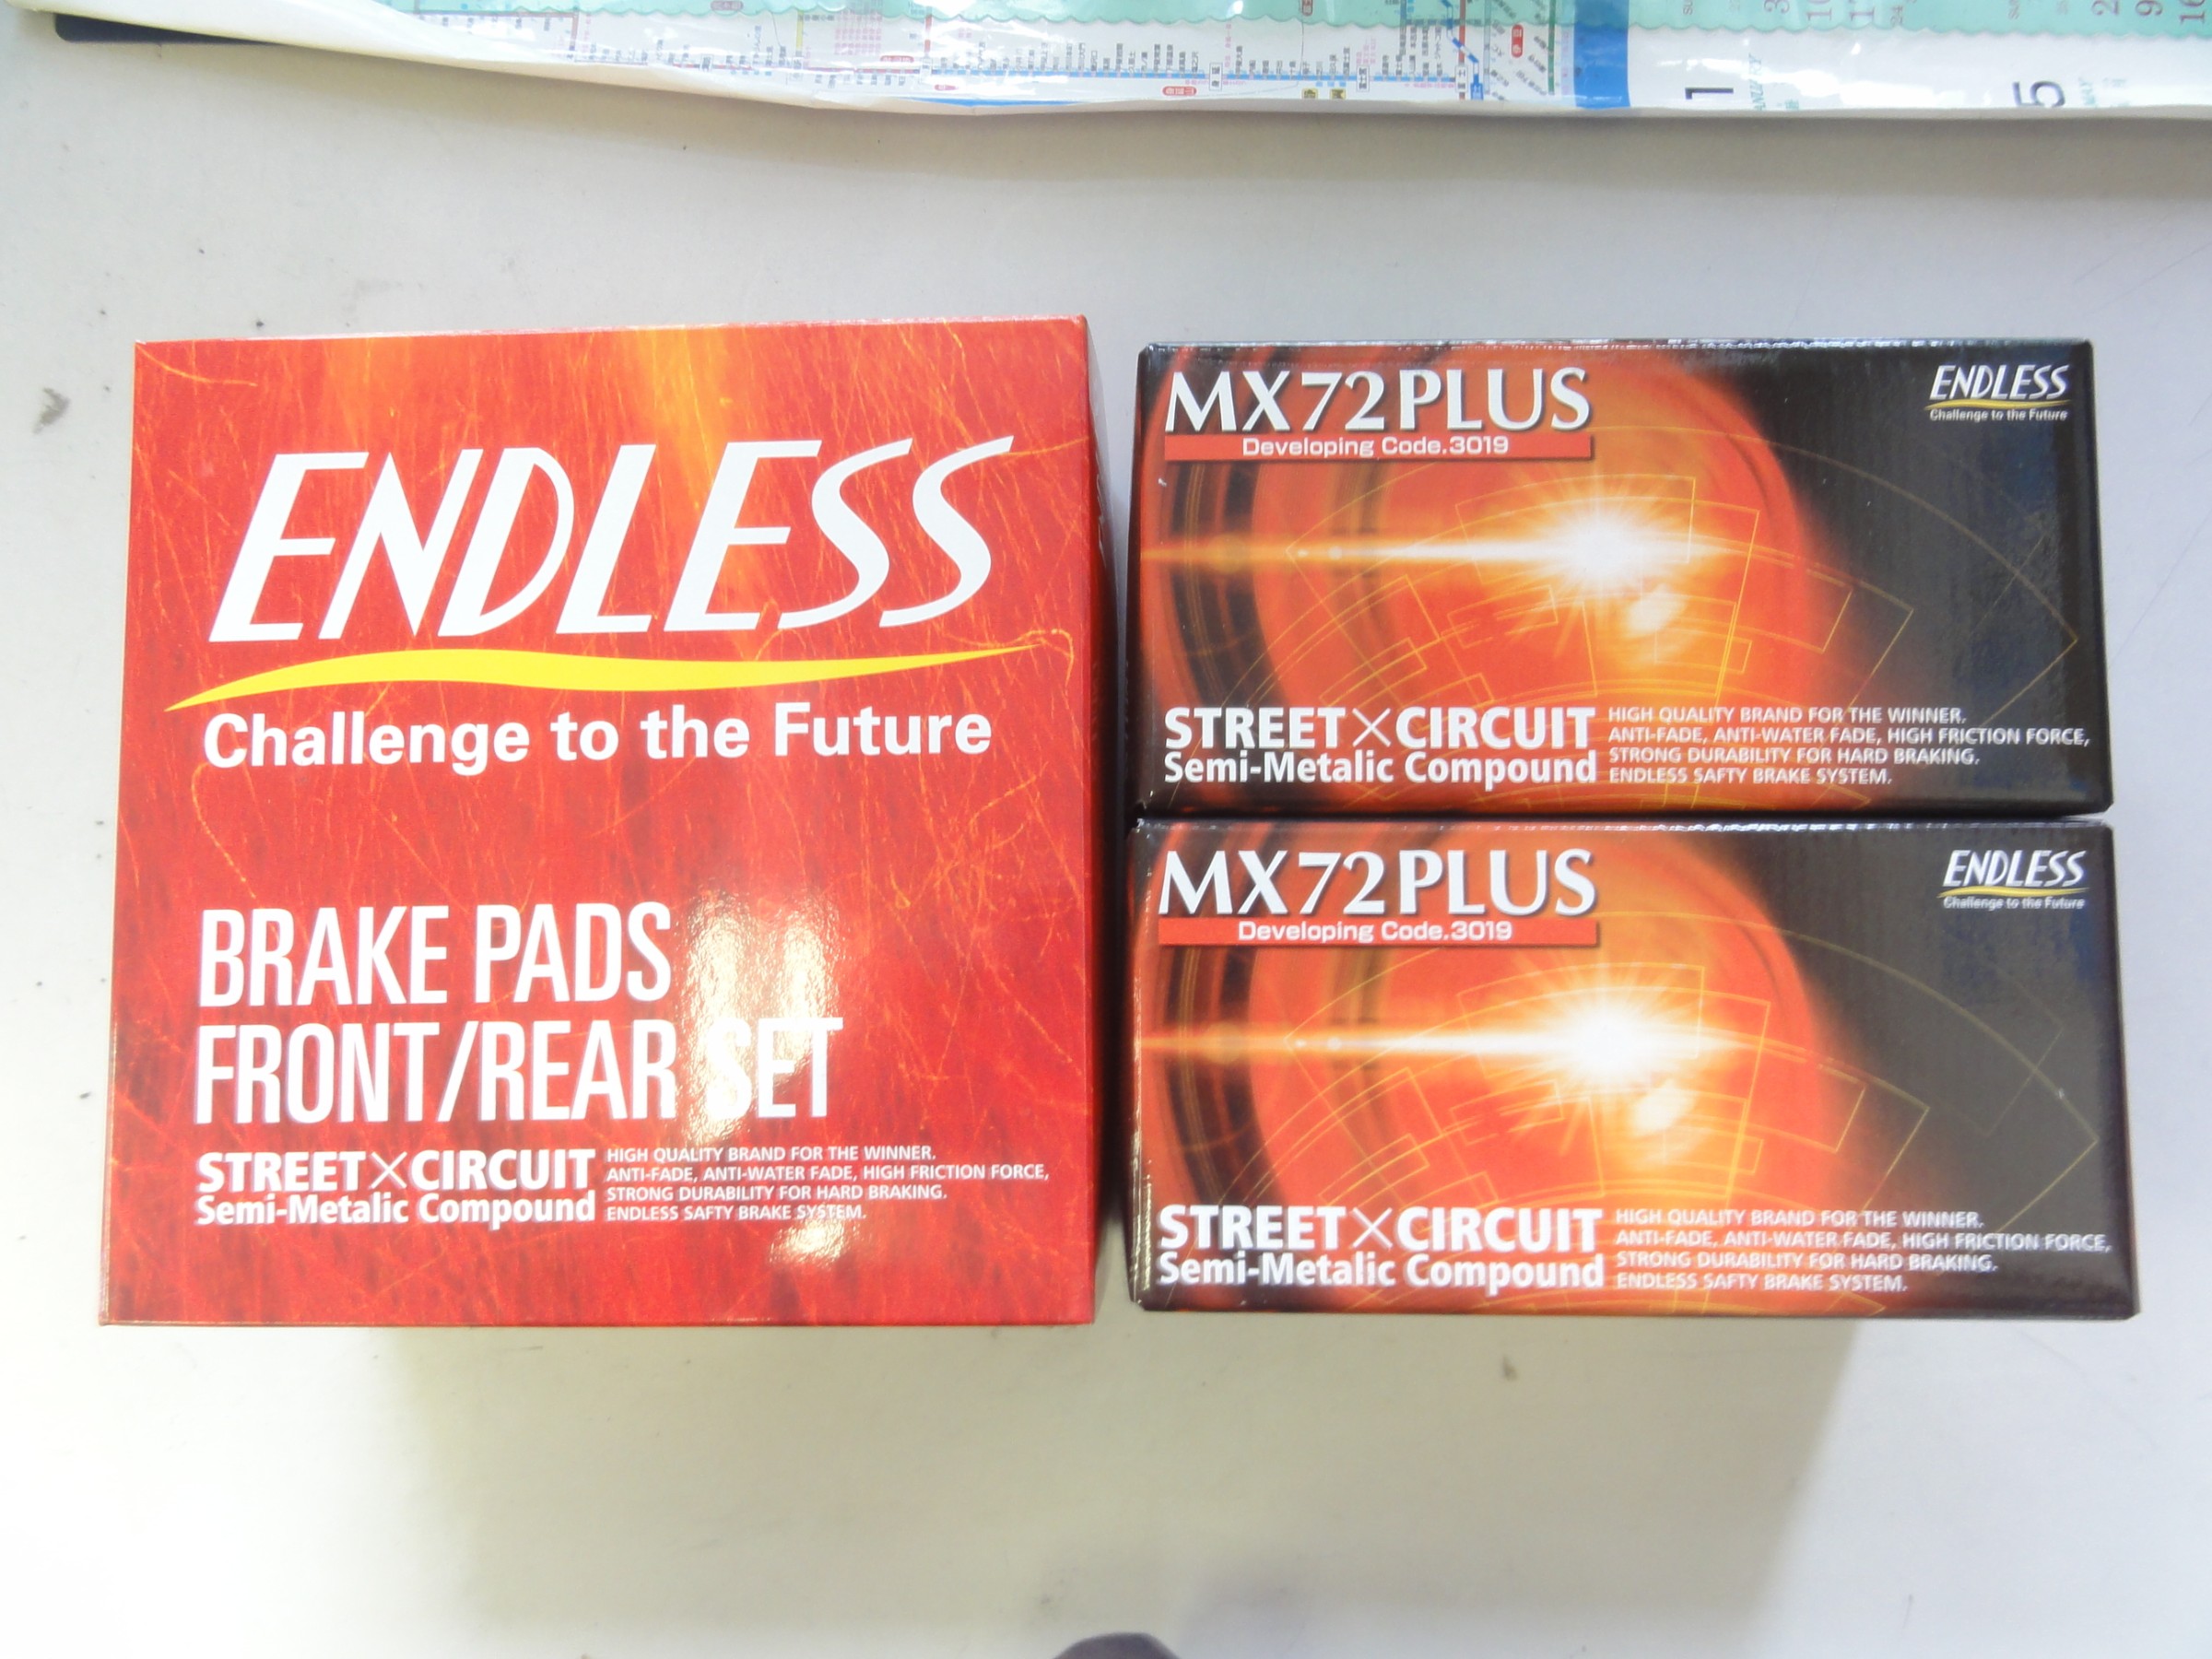 1
5
ENDLESS
Challenge to the Future
BRAKE PADS
FRONT/REAR SET
STREET×CIRCUIT
Semi-Metalic Compound
HIGH QUALITY BRAND FOR THE WINNER.
ANTI-FADE, ANTI-WATER FADE, HIGH FRICTION FORCE,
STRONG DURABILITY FOR HARD BRAKING.
ENDLESS SAFTY BRAKE SYSTEM.
MX72PLUS
Developing Code.3019
ENDLESS
Challenge to the Future
STREET×CIRCUIT
Semi-Metalic Compound
HIGH QUALITY BRAND FOR THE WINNER.
ANTI-FADE, ANTI-WATER FADE, HIGH FRICTION FORCE,
STRONG DURABILITY FOR HARD BRAKING.
ENDLESS SAFTY BRAKE SYSTEM.
MX72PLUS
Developing Code.3019
ENDLESS
Challenge to the Future
STREET×CIRCUIT
Semi-Metalic Compound
HIGH QUALITY BRAND FOR THE WINNER.
ANTI-FADE, ANTI-WATER FADE, HIGH FRICTION FORCE,
STRONG DURABILITY FOR HARD BRAKING.
ENDLESS SAFTY BRAKE SYSTEM.